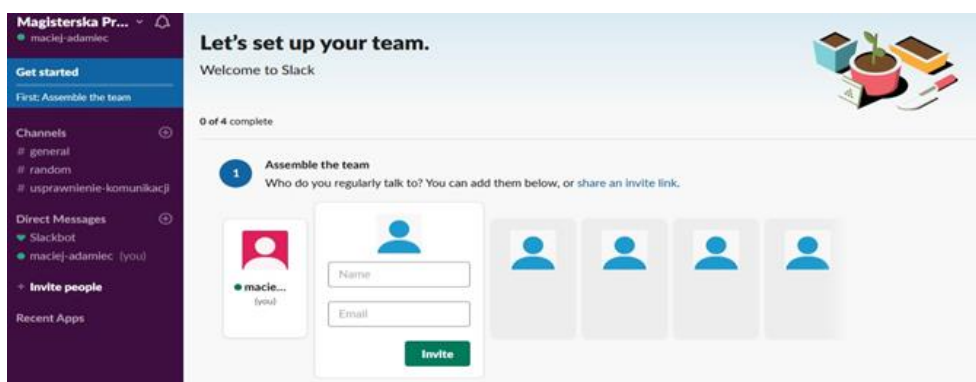 Magisterska Pr...
maciej-adamiec
Get started
First: Assemble the team
Channels
# general
# random
# usprawnienie-komunikacji
Direct Messages
Slackbot
maciej-adamiec (you)
+ Invite people
Recent Apps
Let's set up your team.
Welcome to Slack
0 of 4 complete
1
Assemble the team
Who do you regularly talk to? You can add them below, or share an invite link.
macie...
(you)
Name
Email
Invite